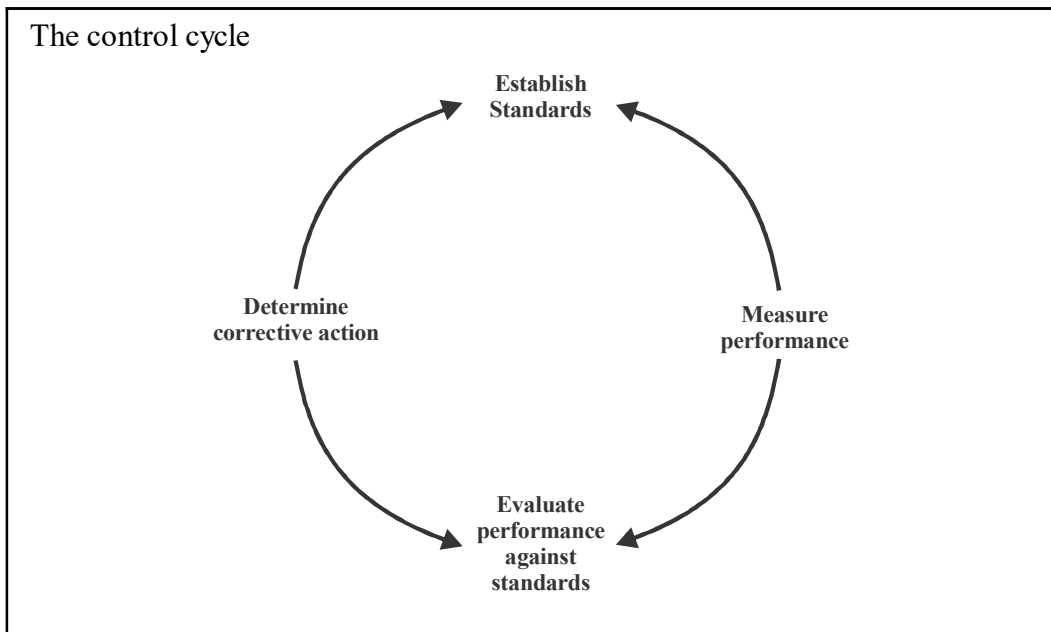 The control cycle
Establish
Standards
Determine
corrective action
Measure
performance
Evaluate
performance
against
standards